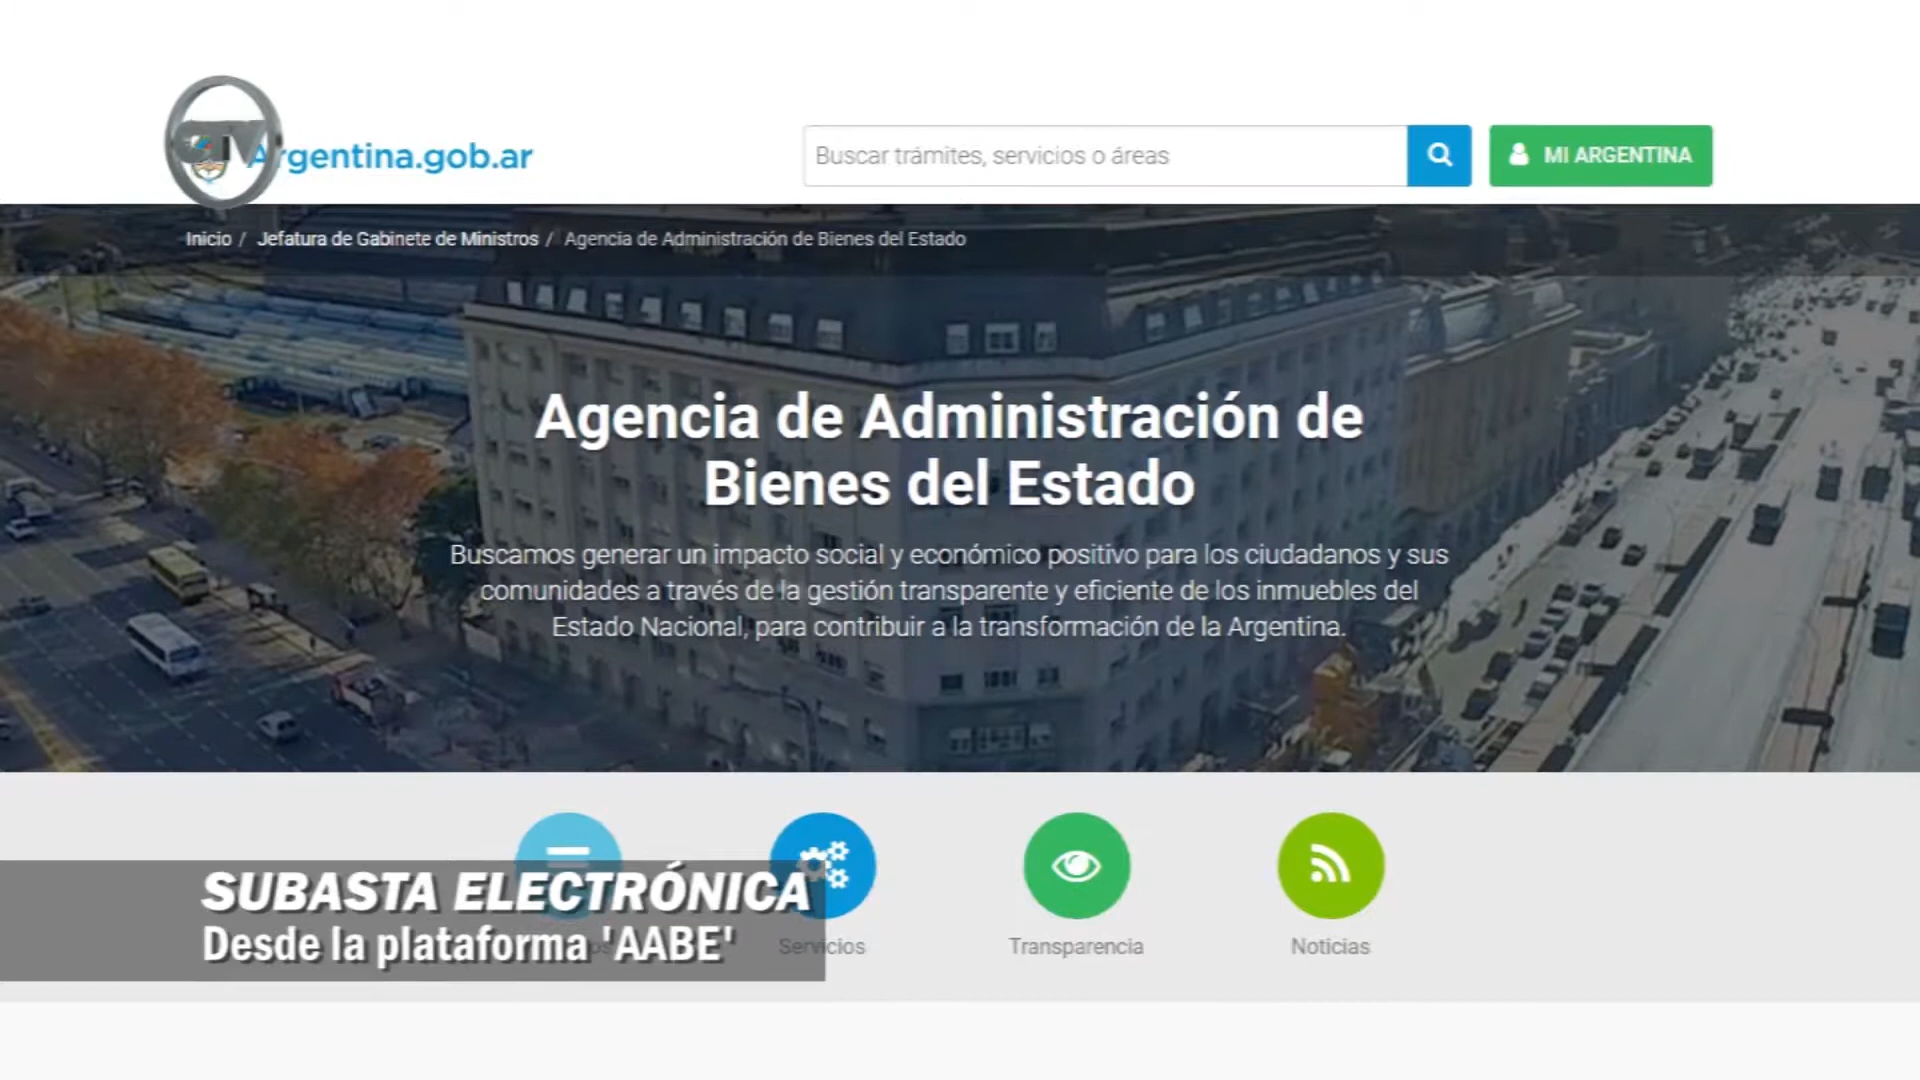 Argentina.gob.ar
Buscar trámites, servicios o áreas
MI ARGENTINA
Inicio / Jefatura de Gabinete de Ministros / Agencia de Administración de Bienes del Estado
Agencia de Administración de
Bienes del Estado
Buscamos generar un impacto social y económico positivo para los ciudadanos y sus
comunidades a través de la gestión transparente y eficiente de los inmuebles del
Estado Nacional, para contribuir a la transformación de la Argentina.
SUBASTA ELECTRÓNICA
Desde la plataforma 'AABE'
Servicios
Transparencia
Noticias